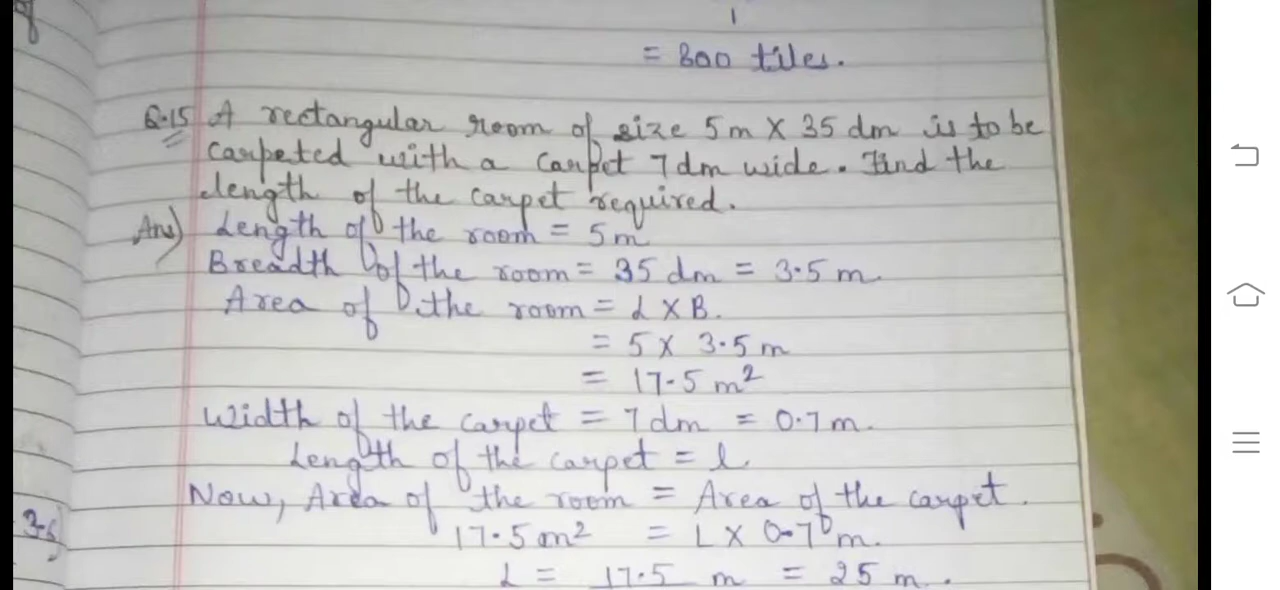 1
= 800 tiles.
Q.15 A rectangular room of size 5m X 35 dm is to be
carpeted with a carpet 7 dm wide. Find the
length of the carpet required.
Ans) Length of the room = 5m
Breadth of the room = 35 dm = 3.5 m.
Area of the room = L X B.
= 5 X 3.5 m
= 17.5 m²
Width of the carpet = 7 dm = 0.7 m.
Length of the carpet = l
Now, Area of the room = Area of the carpet.
17.5 m² = L X 0.7 m.
L = 17.5 m = 25 m.